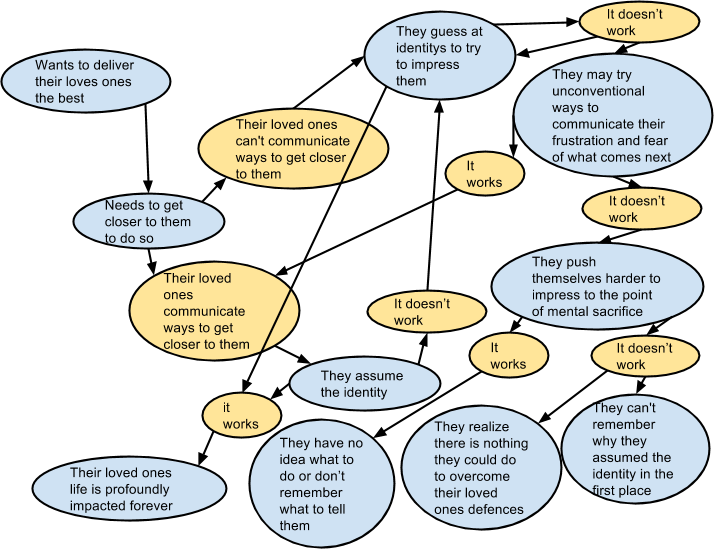 Wants to deliver
their loves ones
the best
They guess at
identitys to try
to impress
them
It doesn't
work
They may try
unconventional
ways to
communicate their
frustration and fear
of what comes next
Their loved ones
can't communicate
ways to get closer
to them
It
works
It doesn't
work
Needs to get
closer to them
to do so
Their loved
ones
communicate
ways to get
closer to them
They push
themselves harder to
impress to the point
of mental sacrifice
It doesn't
work
It
works
It doesn't
work
They assume
the identity
it
works
They have no
idea what to
do or don't
remember
what to tell
them
They realize
there is nothing
they could do
to overcome
their loved
ones defences
They can't
remember
why they
assumed the
identity in the
first place
Their loved ones
life is profoundly
impacted forever